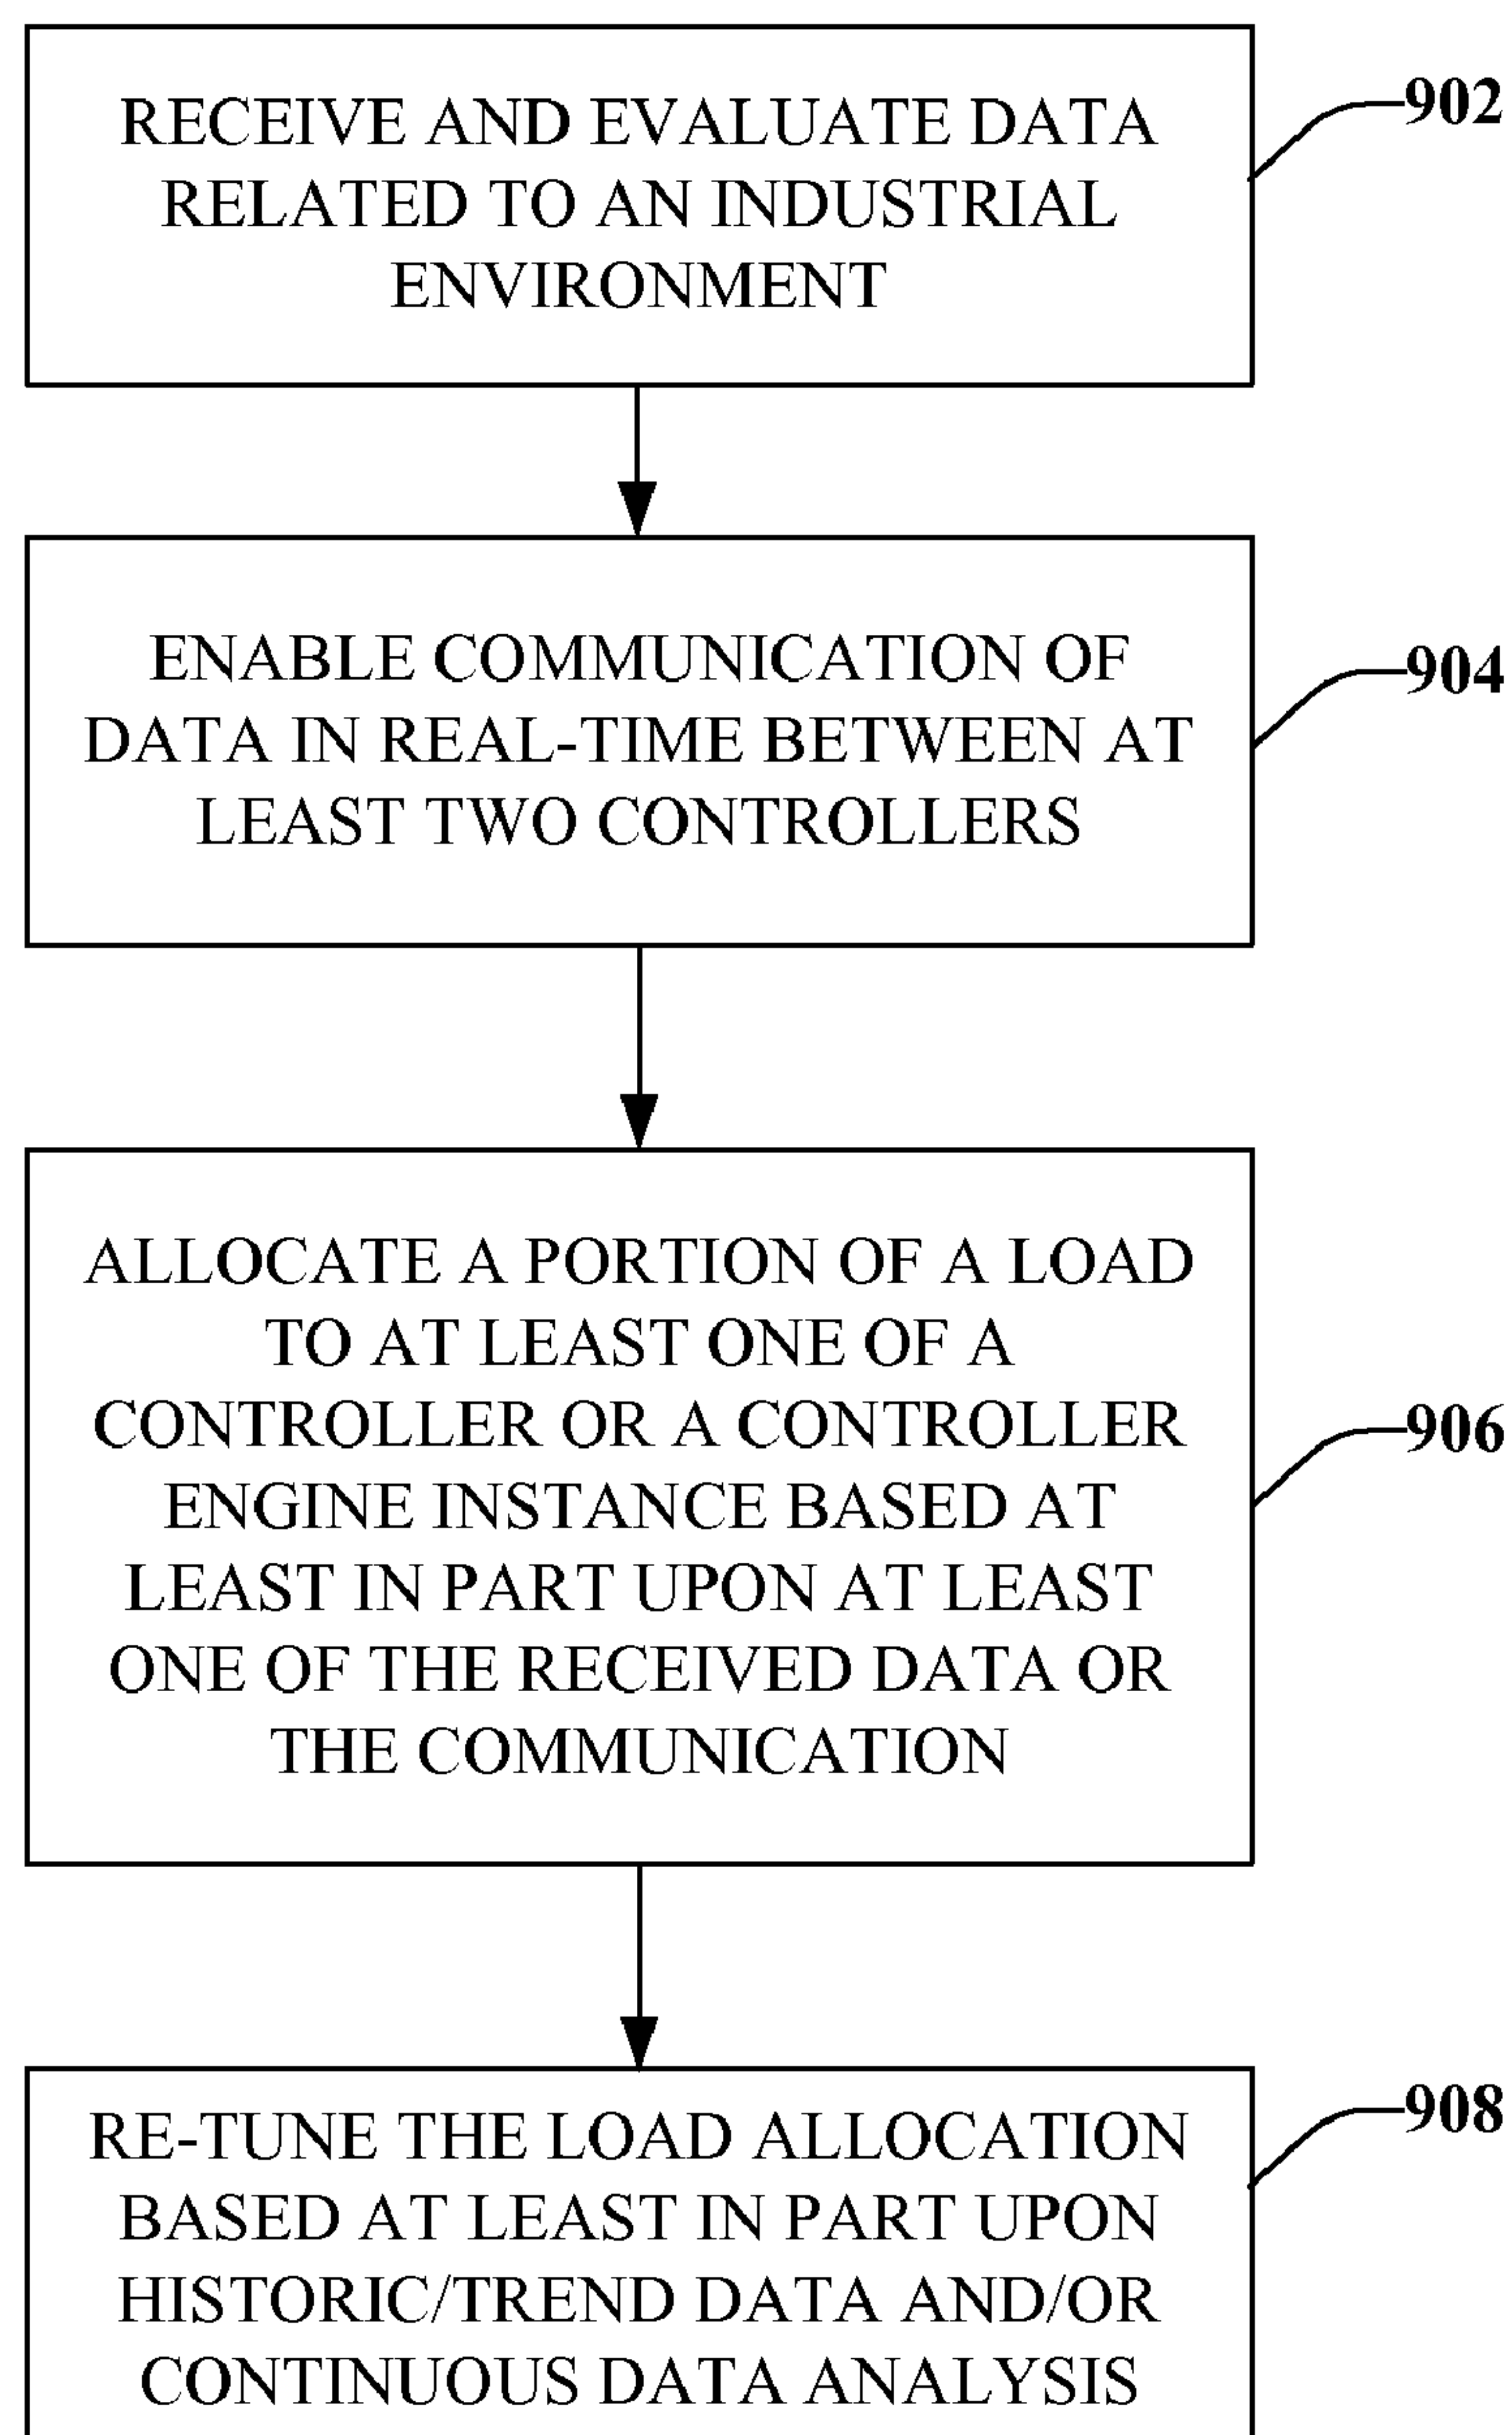 RECEIVE AND EVALUATE DATA
RELATED TO AN INDUSTRIAL
ENVIRONMENT
902
ENABLE COMMUNICATION OF
DATA IN REAL-TIME BETWEEN AT
LEAST TWO CONTROLLERS
904
ALLOCATE A PORTION OF A LOAD
TO AT LEAST ONE OF A
CONTROLLER OR A CONTROLLER
ENGINE INSTANCE BASED AT
LEAST IN PART UPON AT LEAST
ONE OF THE RECEIVED DATA OR
THE COMMUNICATION
906
RE-TUNE THE LOAD ALLOCATION
BASED AT LEAST IN PART UPON
HISTORIC/TREND DATA AND/OR
CONTINUOUS DATA ANALYSIS
908